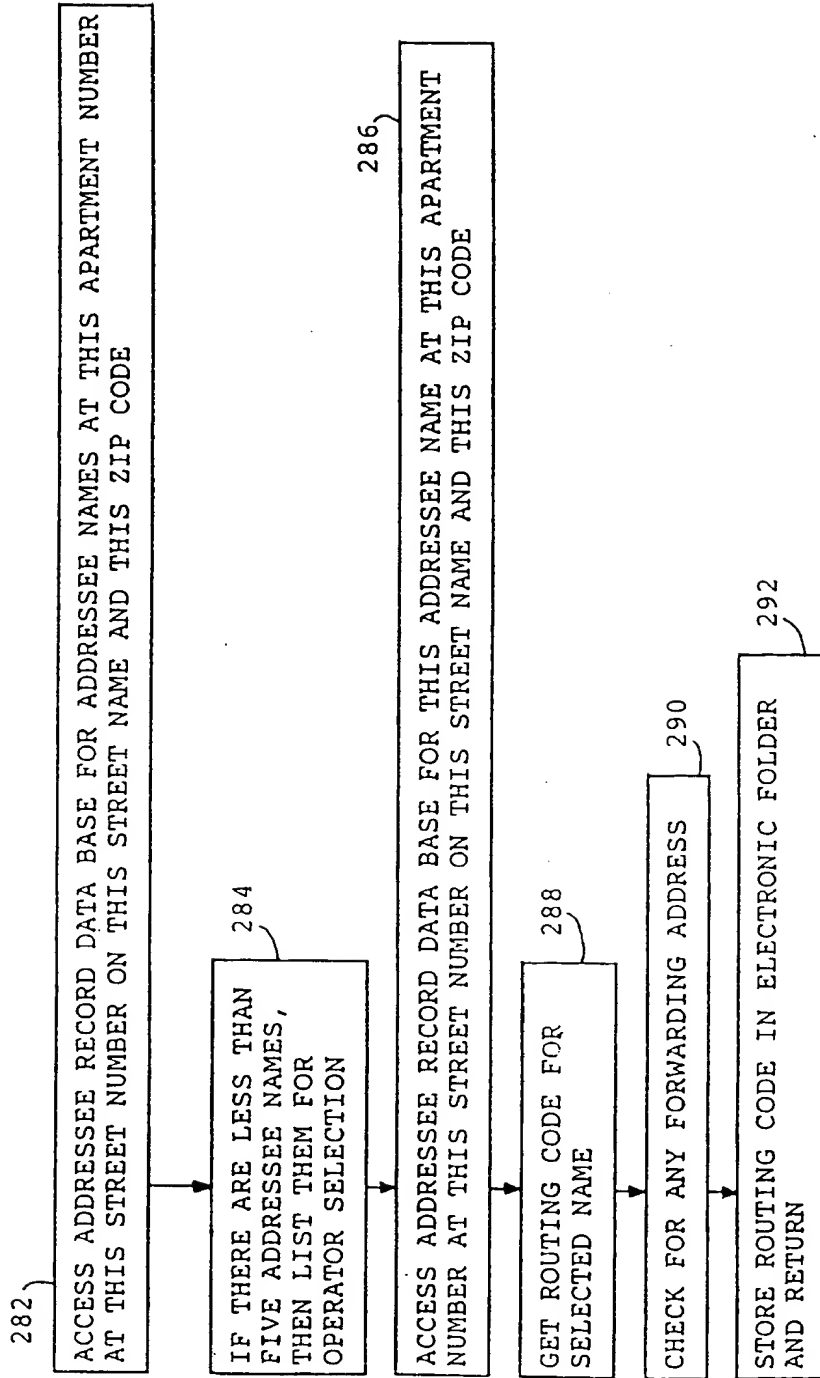 282
ACCESS ADDRESSEE RECORD DATA BASE FOR ADDRESSEE NAMES AT THIS APARTMENT NUMBER
AT THIS STREET NUMBER ON THIS STREET NAME AND THIS ZIP CODE
284
IF THERE ARE LESS THAN
FIVE ADDRESSEE NAMES,
THEN LIST THEM FOR
OPERATOR SELECTION
286
ACCESS ADDRESSEE RECORD DATA BASE FOR THIS ADDRESSEE NAME AT THIS APARTMENT
NUMBER AT THIS STREET NUMBER ON THIS STREET NAME AND THIS ZIP CODE
288
GET ROUTING CODE FOR
SELECTED NAME
290
CHECK FOR ANY FORWARDING ADDRESS
292
STORE ROUTING CODE IN ELECTRONIC FOLDER
AND RETURN